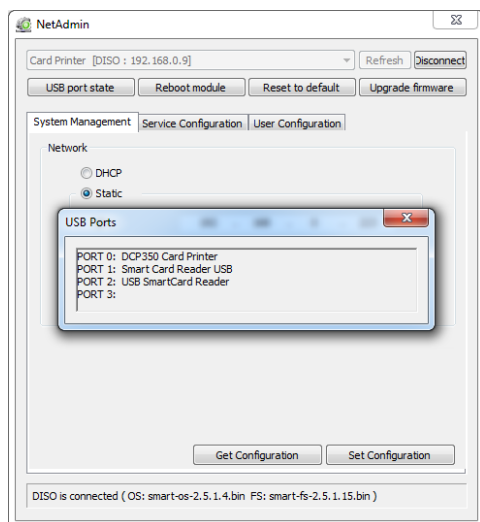 NetAdmin
Card Printer [DISO : 192.168.0.9] Refresh Disconnect
USB port state Reboot module Reset to default Upgrade firmware
System Management Service Configuration User Configuration
Network
DHCP
Static
USB Ports
PORT 0: DCP350 Card Printer
PORT 1: Smart Card Reader USB
PORT 2: USB SmartCard Reader
PORT 3:
Get Configuration Set Configuration
DISO is connected ( OS: smart-os-2.5.1.4.bin FS: smart-fs-2.5.1.15.bin )